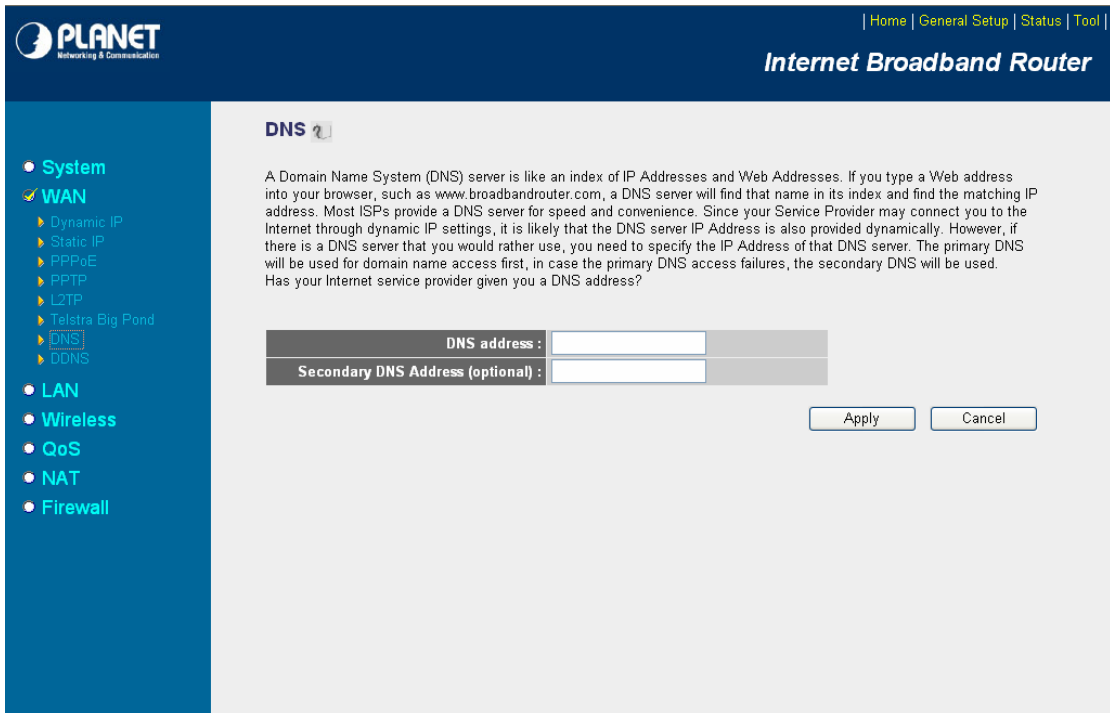 PLANET
Networking & Communication
| Home | General Setup | Status | Tool |
Internet Broadband Router
System
WAN
Dynamic IP
Static IP
PPPoE
PPTP
L2TP
Telstra Big Pond
DNS
DDNS
LAN
Wireless
QoS
NAT
Firewall
DNS
A Domain Name System (DNS) server is like an index of IP Addresses and Web Addresses. If you type a Web address
into your browser, such as www.broadbandrouter.com, a DNS server will find that name in its index and find the matching IP
address. Most ISPs provide a DNS server for speed and convenience. Since your Service Provider may connect you to the
Internet through dynamic IP settings, it is likely that the DNS server IP Address is also provided dynamically. However, if
there is a DNS server that you would rather use, you need to specify the IP Address of that DNS server. The primary DNS
will be used for domain name access first, in case the primary DNS access failures, the secondary DNS will be used.
Has your Internet service provider given you a DNS address?
DNS address :
Secondary DNS Address (optional) :
Apply
Cancel